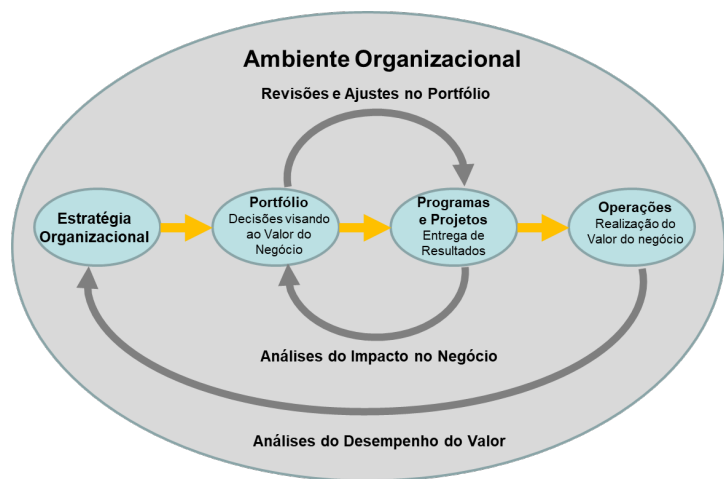 Ambiente Organizacional
Revisões e Ajustes no Portfólio
Estratégia
Organizacional
Portfólio
Decisões visando
ao Valor do
Negócio
Programas
e Projetos
Entrega de
Resultados
Operações
Realização do
Valor do negócio
Análises do Impacto no Negócio
Análises do Desempenho do Valor